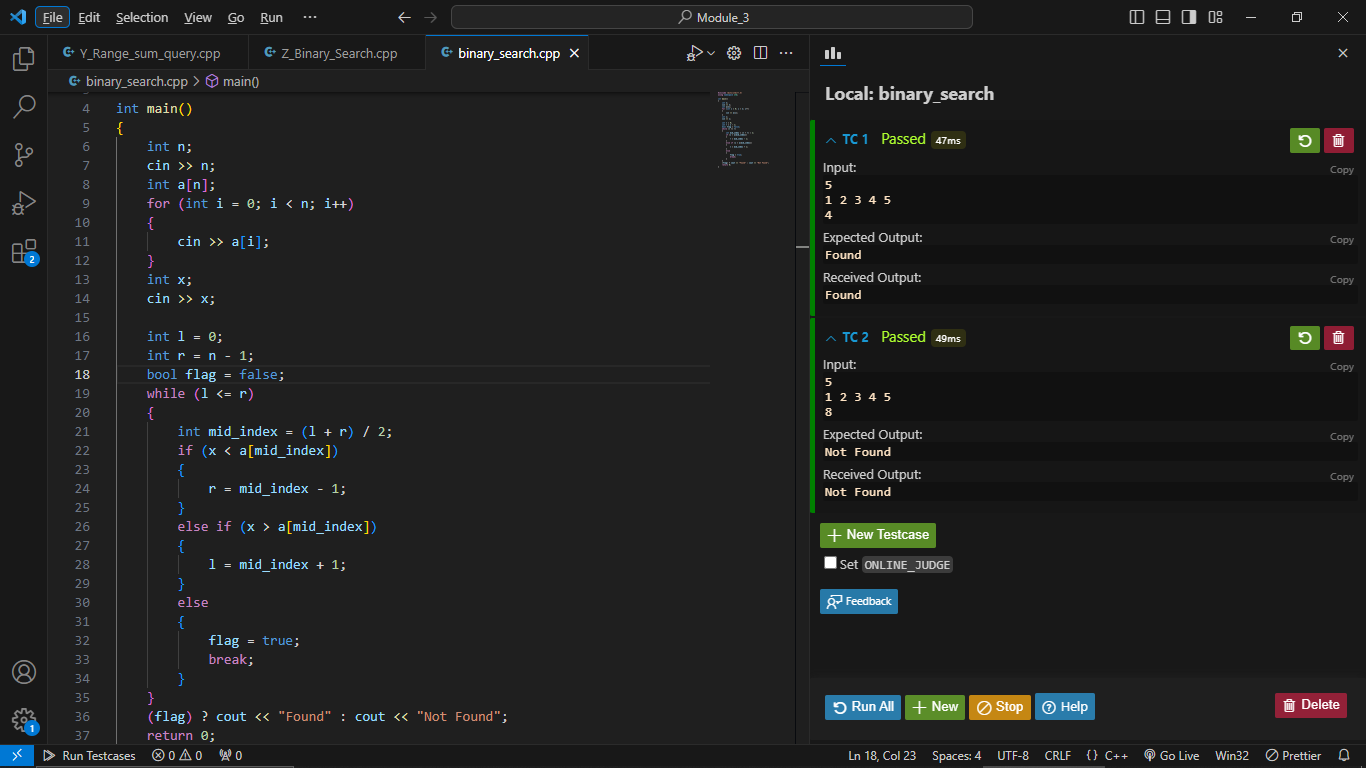 File Edit Selection View Go Run ··· Module_3
Y_Range_sum_query.cpp Z_Binary_Search.cpp binary_search.cpp
binary_search.cpp > main()
4 int main()
5 {
6 int n;
7 cin >> n;
8 int a[n];
9 for (int i = 0; i < n; i++)
10 {
11 cin >> a[i];
12 }
13 int x;
14 cin >> x;
15
16 int l = 0;
17 int r = n - 1;
18 bool flag = false;
19 while (l <= r)
20 {
21 int mid_index = (l + r) / 2;
22 if (x < a[mid_index])
23 {
24 r = mid_index - 1;
25 }
26 else if (x > a[mid_index])
27 {
28 l = mid_index + 1;
29 }
30 else
31 {
32 flag = true;
33 break;
34 }
35 }
36 (flag) ? cout << "Found" : cout << "Not Found";
37 return 0;
Local: binary_search
TC 1 Passed 47ms
Input:
Copy
5
1 2 3 4 5
4
Expected Output:
Copy
Found
Received Output:
Copy
Found
TC 2 Passed 49ms
Input:
Copy
5
1 2 3 4 5
8
Expected Output:
Copy
Not Found
Received Output:
Copy
Not Found
+ New Testcase
Set ONLINE_JUDGE
Feedback
Run All + New Stop Help Delete
2
1
Run Testcases 0 0 0 Ln 18, Col 23 Spaces: 4 UTF-8 CRLF {} C++ Go Live Win32 Prettier